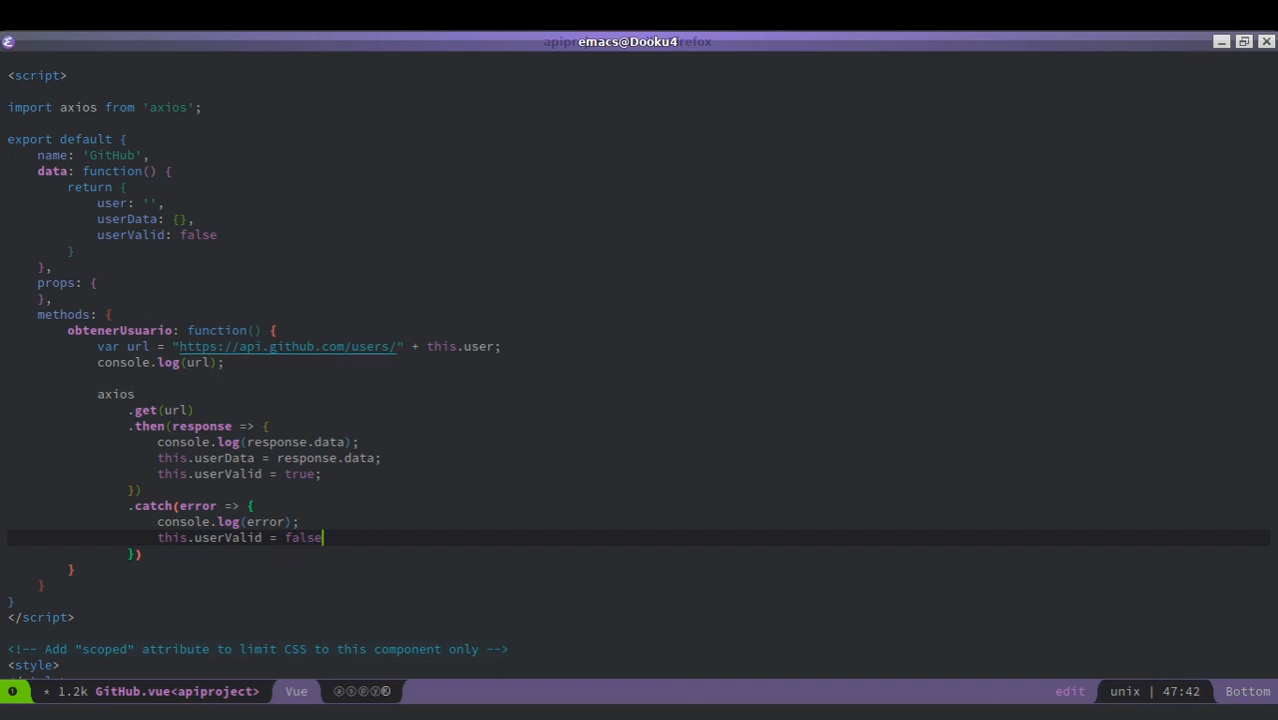 emacs@Dooku4
<script>
import axios from 'axios';
export default {
name: 'GitHub',
data: function() {
return {
user: '',
userData: {},
userValid: false
}
},
props: {
},
methods: {
obtenerUsuario: function() {
var url = "https://api.github.com/users/" + this.user;
console.log(url);
axios
.get(url)
.then(response => {
console.log(response.data);
this.userData = response.data;
this.userValid = true;
})
.catch(error => {
console.log(error);
this.userValid = false
})
}
}
}
</script>
<!-- Add "scoped" attribute to limit CSS to this component only -->
<style>
* 1.2k GitHub.vue<apiproject> Vue ⓐⓢⓟⓨⓀ edit unix | 47:42 Bottom